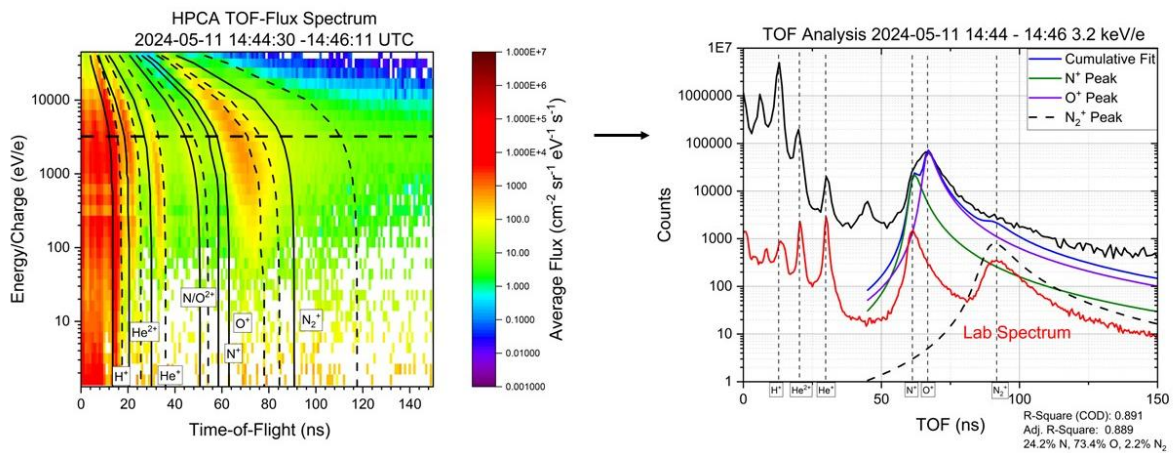 HPCA TOF-Flux Spectrum
2024-05-11 14:44:30 -14:46:11 UTC
Energy/Charge (eV/e)
10000
1000
100
10
H⁺
He²⁺
He⁺
N/O²⁺
N⁺
O⁺
N₂⁺
0 20 40 60 80 100 120 140
Time-of-Flight (ns)
1.000E+7
1.000E+6
1.000E+5
1.000E+4
1000
100.0
10.00
1.000
0.1000
0.01000
0.001000
Average Flux (cm⁻² sr⁻¹ eV⁻¹ s⁻¹)
TOF Analysis 2024-05-11 14:44 - 14:46 3.2 keV/e
Cumulative Fit
N⁺ Peak
O⁺ Peak
N₂⁺ Peak
Counts
1E7
1000000
100000
10000
1000
100
10
1
Lab Spectrum
H⁺ He²⁺ He⁺ N⁺ O⁺ N₂⁺
0 50 100 150
TOF (ns)
R-Square (COD): 0.891
Adj. R-Square: 0.889
24.2% N, 73.4% O, 2.2% N₂